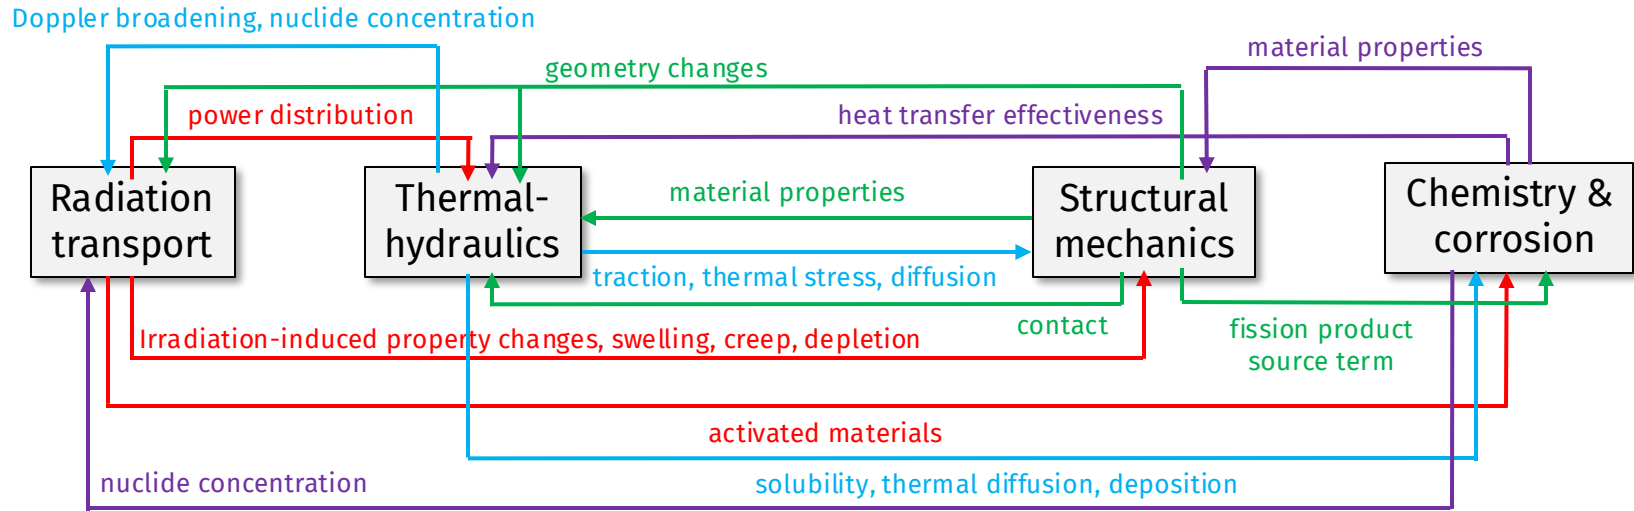 Doppler broadening, nuclide concentration
material properties
geometry changes
power distribution
heat transfer effectiveness
Radiation
transport
Thermal-
hydraulics
material properties
Structural
mechanics
Chemistry &
corrosion
traction, thermal stress, diffusion
contact
fission product
source term
Irradiation-induced property changes, swelling, creep, depletion
activated materials
nuclide concentration
solubility, thermal diffusion, deposition